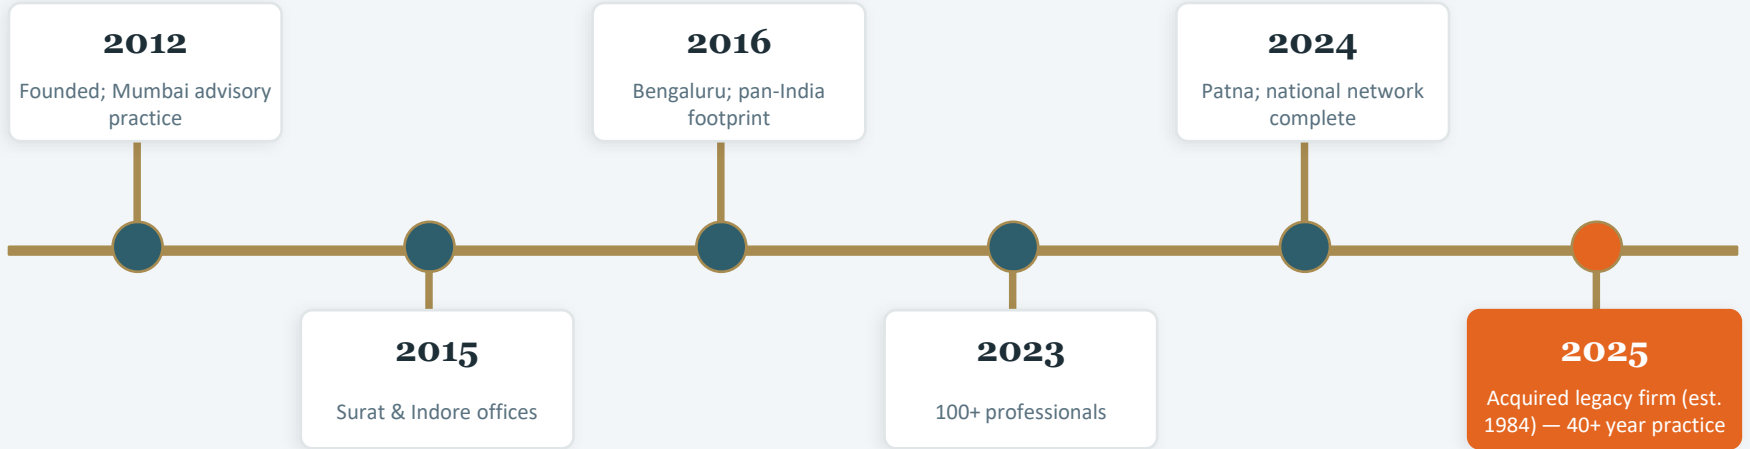 2012
Founded; Mumbai advisory
practice
2015
Surat & Indore offices
2016
Bengaluru; pan-India
footprint
2023
100+ professionals
2024
Patna; national network
complete
2025
Acquired legacy firm (est.
1984) — 40+ year practice